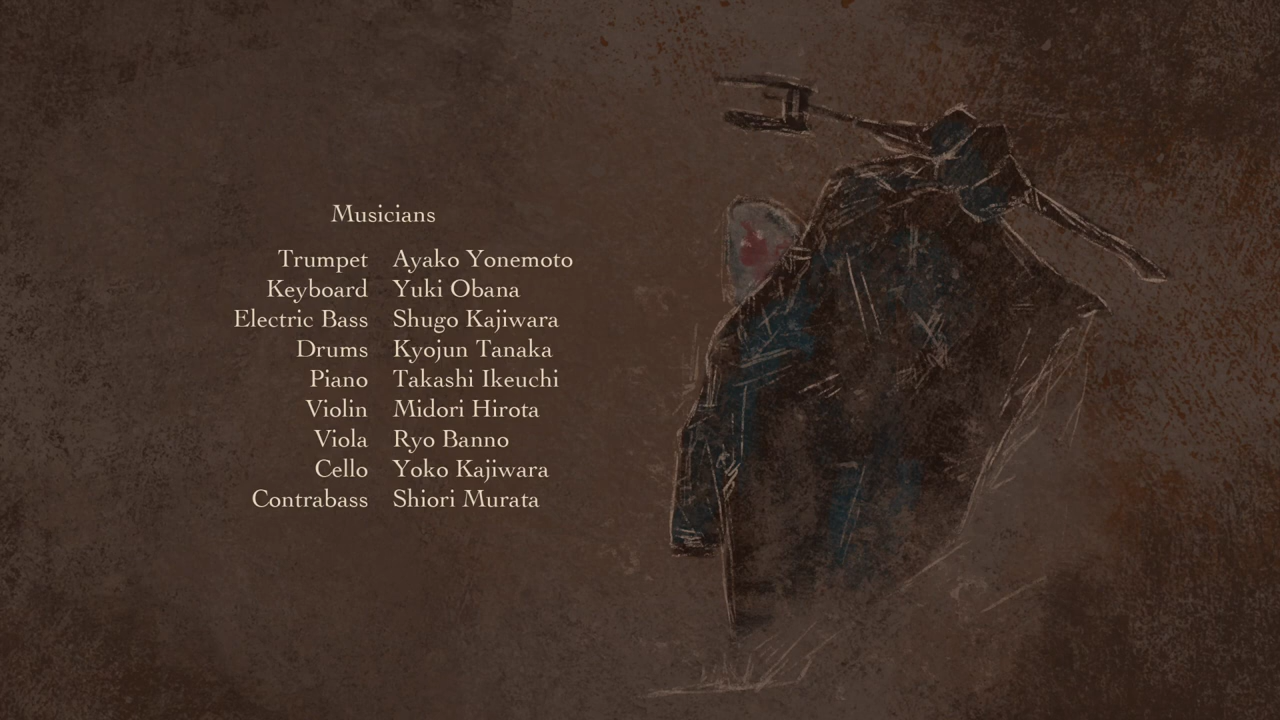 Musicians
Trumpet Ayako Yonemoto
Keyboard Yuki Obana
Electric Bass Shugo Kajiwara
Drums Kyojun Tanaka
Piano Takashi Ikeuchi
Violin Midori Hirota
Viola Ryo Banno
Cello Yoko Kajiwara
Contrabass Shiori Murata